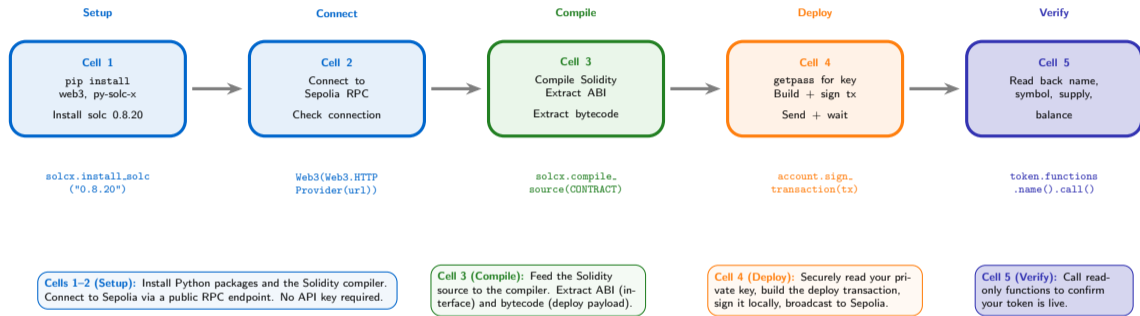 Setup
Connect
Compile
Deploy
Verify
Cell 1
pip install
web3, py-solc-x
Install solc 0.8.20
Cell 2
Connect to
Sepolia RPC
Check connection
Cell 3
Compile Solidity
Extract ABI
Extract bytecode
Cell 4
getpass for key
Build + sign tx
Send + wait
Cell 5
Read back name,
symbol, supply,
balance
solcx.install_solc
("0.8.20")
Web3(Web3.HTTP
Provider(url))
solcx.compile_
source(CONTRACT)
account.sign_
transaction(tx)
token.functions
.name().call()
Cells 1–2 (Setup): Install Python packages and the Solidity compiler.
Connect to Sepolia via a public RPC endpoint. No API key required.
Cell 3 (Compile): Feed the Solidity
source to the compiler. Extract ABI (in-
terface) and bytecode (deploy payload).
Cell 4 (Deploy): Securely read your pri-
vate key, build the deploy transaction,
sign it locally, broadcast to Sepolia.
Cell 5 (Verify): Call read-
only functions to confirm
your token is live.